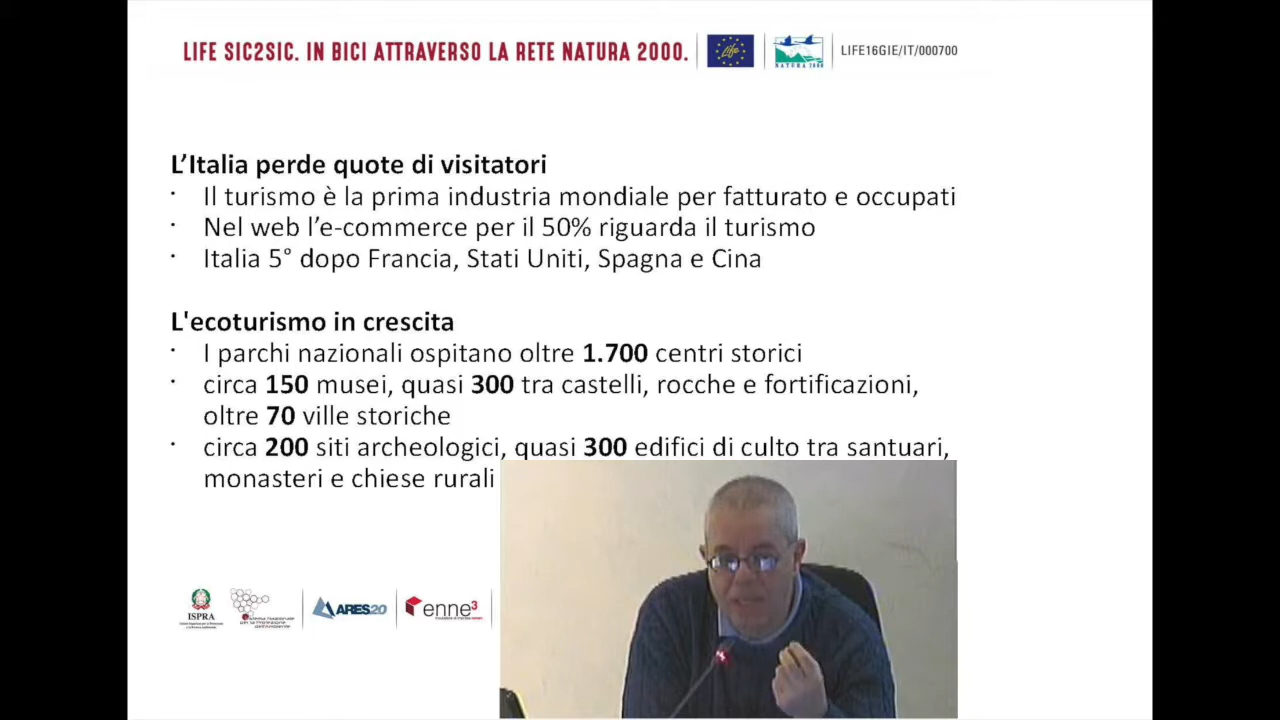 LIFE SIC2SIC. IN BICI ATTRAVERSO LA RETE NATURA 2000.
Life
NATURA 2000
LIFE16GIE/IT/000700
L’Italia perde quote di visitatori
· Il turismo è la prima industria mondiale per fatturato e occupati
· Nel web l’e-commerce per il 50% riguarda il turismo
· Italia 5° dopo Francia, Stati Uniti, Spagna e Cina
L'ecoturismo in crescita
· I parchi nazionali ospitano oltre 1.700 centri storici
· circa 150 musei, quasi 300 tra castelli, rocche e fortificazioni,
oltre 70 ville storiche
· circa 200 siti archeologici, quasi 300 edifici di culto tra santuari,
monasteri e chiese rurali
ISPRA
ARES20
enne3